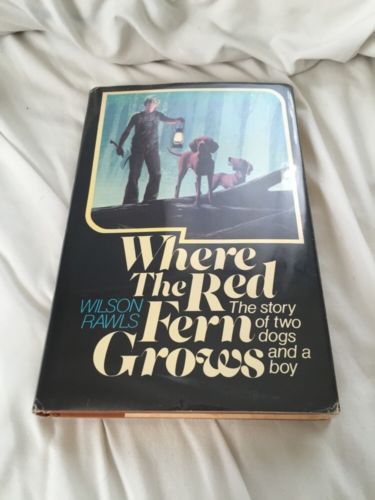 Where
The Red
Fern
Grows
WILSON
RAWLS
The story
of two
dogs
and a
boy